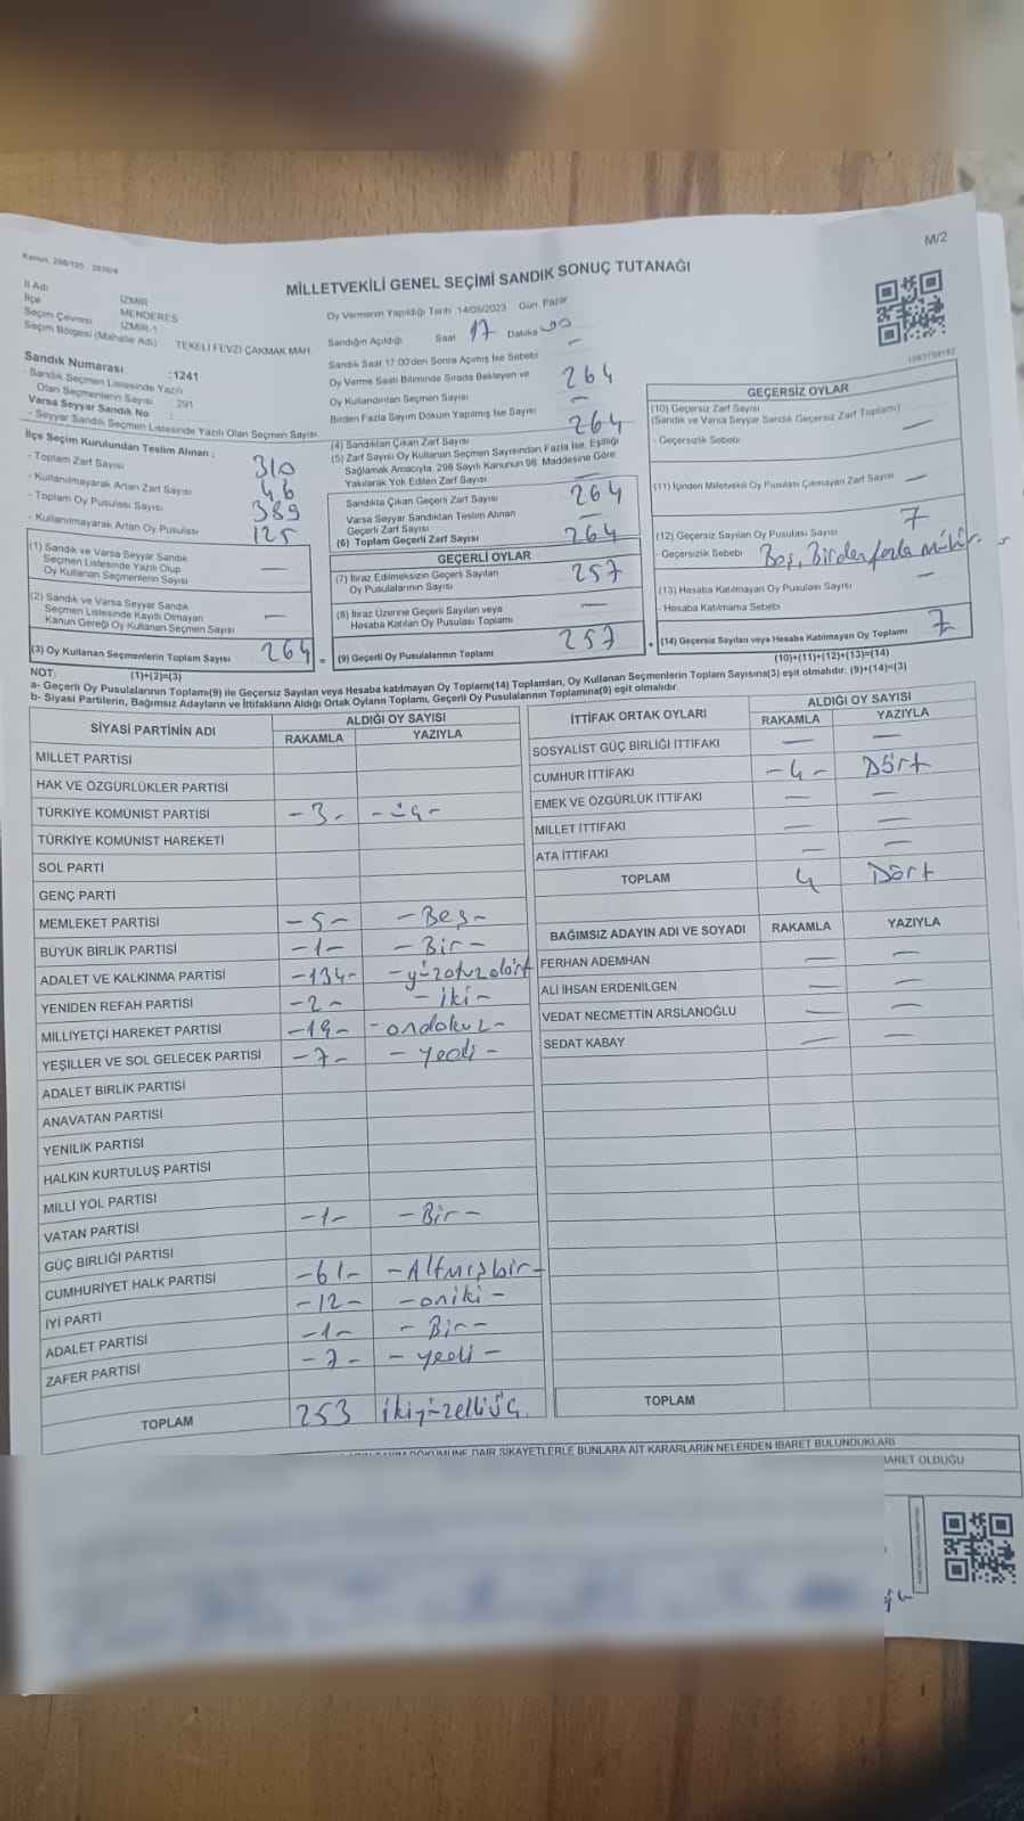 M/2
MİLLETVEKİLİ GENEL SEÇİMİ SANDIK SONUÇ TUTANAĞI
İl Adı İZMİR
İlçe MENDERES
Seçim Çevresi İZMİR-1
Seçim Bölgesi (Mahalle Adı) TEKELİ FEVZİ ÇAKMAK MAH.
Sandık Numarası :1241
Sandık Seçmen Listesinde Yazılı
Olan Seçmenlerin Sayısı : 291
Varsa Seyyar Sandık No :
- Seyyar Sandık Seçmen Listesinde Yazılı Olan Seçmen Sayısı
İlçe Seçim Kurulundan Teslim Alınan :
- Toplam Zarf Sayısı 310
- Kullanılmayarak Artan Zarf Sayısı 46
- Toplam Oy Pusulası Sayısı 389
- Kullanılmayarak Artan Oy Pusulası 125
(1) Sandık ve Varsa Seyyar Sandık
Seçmen Listesinde Yazılı Olup
Oy Kullanan Seçmenlerin Sayısı —
(2) Sandık ve Varsa Seyyar Sandık
Seçmen Listesinde Kayıtlı Olmayan
Kanun Gereği Oy Kullanan Seçmen Sayısı —
(3) Oy Kullanan Seçmenlerin Toplam Sayısı 264
(1)+(2)=(3)
Oy Vermenin Yapıldığı Tarih 14/05/2023 Gün Pazar
Sandığın Açıldığı Saat 17 Dakika 00
Sandık Saat 17:00'den Sonra Açılmış İse Sebebi —
Oy Verme Saati Bitiminde Sırada Bekleyen ve
Oy Kullandırılan Seçmen Sayısı 264
Birden Fazla Sayım Döküm Yapılmış İse Sayısı —
(4) Sandıktan Çıkan Zarf Sayısı 264
(5) Zarf Sayısı Oy Kullanan Seçmen Sayısından Fazla İse, Eşitliği
Sağlamak Amacıyla, 298 Sayılı Kanunun 98. Maddesine Göre
Yakılarak Yok Edilen Zarf Sayısı —
Sandıkta Çıkan Geçerli Zarf Sayısı 264
Varsa Seyyar Sandıktan Teslim Alınan
Geçerli Zarf Sayısı —
(6) Toplam Geçerli Zarf Sayısı 264
GEÇERLİ OYLAR
(7) İtiraz Edilmeksizin Geçerli Sayılan
Oy Pusulalarının Sayısı 257
(8) İtiraz Üzerine Geçerli Sayılan veya
Hesaba Katılan Oy Pusulası Toplamı —
(9) Geçerli Oy Pusulalarının Toplamı 257
GEÇERSİZ OYLAR
(10) Geçersiz Zarf Sayısı
(Sandık ve Varsa Seyyar Sandık Geçersiz Zarf Toplamı) —
- Geçersizlik Sebebi
(11) İçinden Milletvekili Oy Pusulası Çıkmayan Zarf Sayısı —
(12) Geçersiz Sayılan Oy Pusulası Sayısı 7
- Geçersizlik Sebebi Boş, Birden fazla mühür.
(13) Hesaba Katılmayan Oy Pusulası Sayısı —
- Hesaba Katılmama Sebebi
(14) Geçersiz Sayılan veya Hesaba Katılmayan Oy Toplamı 7
(10)+(11)+(12)+(13)=(14)
NOT:
a- Geçerli Oy Pusulalarının Toplamı(9) ile Geçersiz Sayılan veya Hesaba katılmayan Oy Toplamı(14) Toplamları, Oy Kullanan Seçmenlerin Toplam Sayısına(3) eşit olmalıdır. (9)+(14)=(3)
b- Siyasi Partilerin, Bağımsız Adayların ve İttifakların Aldığı Ortak Oyların Toplamı, Geçerli Oy Pusulalarının Toplamına(9) eşit olmalıdır.
SİYASİ PARTİNİN ADI ALDIĞI OY SAYISI
RAKAMLA YAZIYLA
MİLLET PARTİSİ
HAK VE ÖZGÜRLÜKLER PARTİSİ
TÜRKİYE KOMÜNİST PARTİSİ -3- -üç-
TÜRKİYE KOMÜNİST HAREKETİ
SOL PARTİ
GENÇ PARTİ
MEMLEKET PARTİSİ -5- -Beş-
BÜYÜK BİRLİK PARTİSİ -1- -Bir-
ADALET VE KALKINMA PARTİSİ -134- -yüzotuzdört
YENİDEN REFAH PARTİSİ -2- -iki-
MİLLİYETÇİ HAREKET PARTİSİ -19- -ondokuz-
YEŞİLLER VE SOL GELECEK PARTİSİ -7- -yedi-
ADALET BİRLİK PARTİSİ
ANAVATAN PARTİSİ
YENİLİK PARTİSİ
HALKIN KURTULUŞ PARTİSİ
MİLLİ YOL PARTİSİ
VATAN PARTİSİ -1- -Bir-
GÜÇ BİRLİĞİ PARTİSİ
CUMHURİYET HALK PARTİSİ -61- -Altmışbir-
İYİ PARTİ -12- -oniki-
ADALET PARTİSİ -1- -Bir-
ZAFER PARTİSİ -7- -yedi-
TOPLAM 253 ikiyüzelliüç
İTTİFAK ORTAK OYLARI ALDIĞI OY SAYISI
RAKAMLA YAZIYLA
SOSYALİST GÜÇ BİRLİĞİ İTTİFAKI — —
CUMHUR İTTİFAKI -4- Dört
EMEK VE ÖZGÜRLÜK İTTİFAKI — —
MİLLET İTTİFAKI — —
ATA İTTİFAKI — —
TOPLAM 4 Dört
BAĞIMSIZ ADAYIN ADI VE SOYADI RAKAMLA YAZIYLA
FERHAN ADEMHAN — —
ALİ İHSAN ERDENİLGEN — —
VEDAT NECMETTİN ARSLANOĞLU — —
SEDAT KABAY — —
TOPLAM
DÖKÜMÜNE DAİR ŞİKAYETLERLE BUNLARA AİT KARARLARIN NELERDEN İBARET BULUNDUKLARI
İBARET OLDUĞU